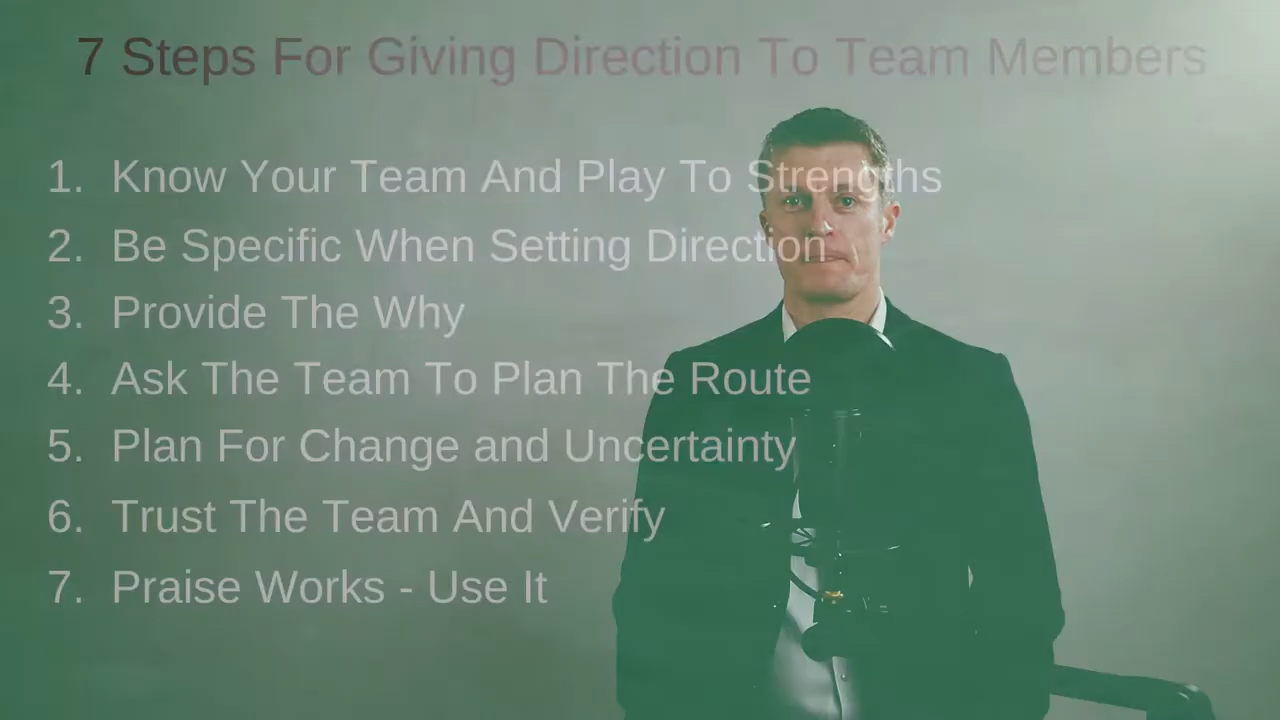 7 Steps For Giving Direction To Team Members
1. Know Your Team And Play To Strengths
2. Be Specific When Setting Direction
3. Provide The Why
4. Ask The Team To Plan The Route
5. Plan For Change and Uncertainty
6. Trust The Team And Verify
7. Praise Works - Use It